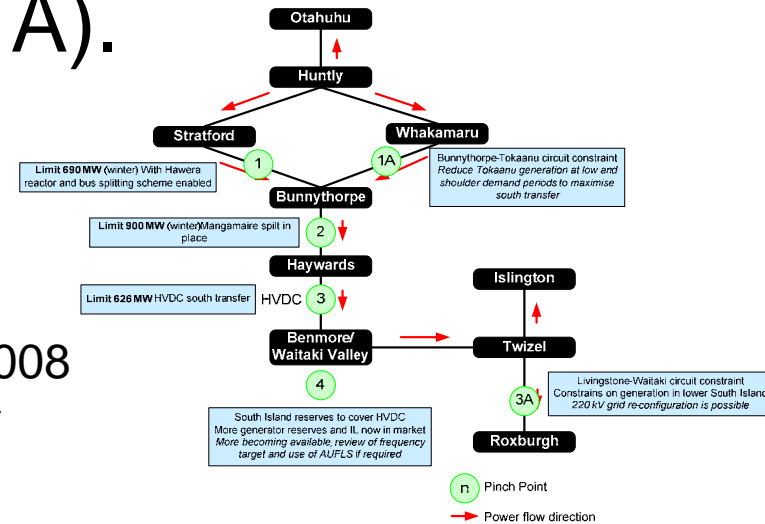 A).
Otahuhu
Huntly
Stratford
Whakamaru
1
1A
Limit 690 MW (winter) With Hawera
reactor and bus splitting scheme enabled
Bunnythorpe-Tokaanu circuit constraint
Reduce Tokaanu generation at low and
shoulder demand periods to maximise
south transfer
Bunnythorpe
Limit 900 MW (winter)Mangamaire spilt in
place
2
Haywards
Islington
Limit 626 MW HVDC south transfer
HVDC
3
Benmore/
Waitaki Valley
Twizel
008
4
3A
Livingstone-Waitaki circuit constraint
Constrains on generation in lower South Island
220 kV grid re-configuration is possible
South Island reserves to cover HVDC
More generator reserves and IL now in market
More becoming available, review of frequency
target and use of AUFLS if required
Roxburgh
n Pinch Point
Power flow direction